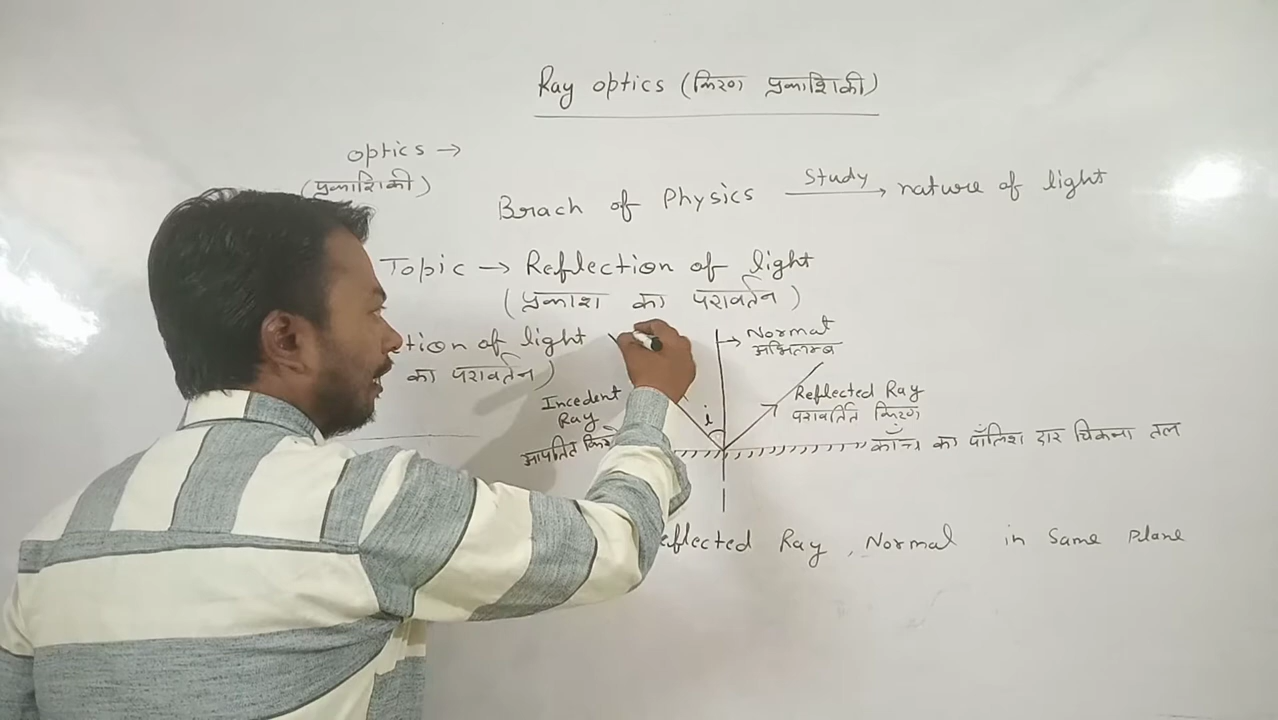 Ray optics (किरण प्रकाशिकी)
optics →
(प्रकाशिकी)
Brach of Physics Study → nature of light
Topic → Reflection of light
(प्रकाश का परावर्तन)
tion of light
का परावर्तन)
→ Normal
अभिलम्ब
Incedent
Ray
आपतित
i
Reflected Ray
परावर्तित किरण
काँच का पॉलिश दार चिकना तल
eflected Ray, Normal in Same Plane